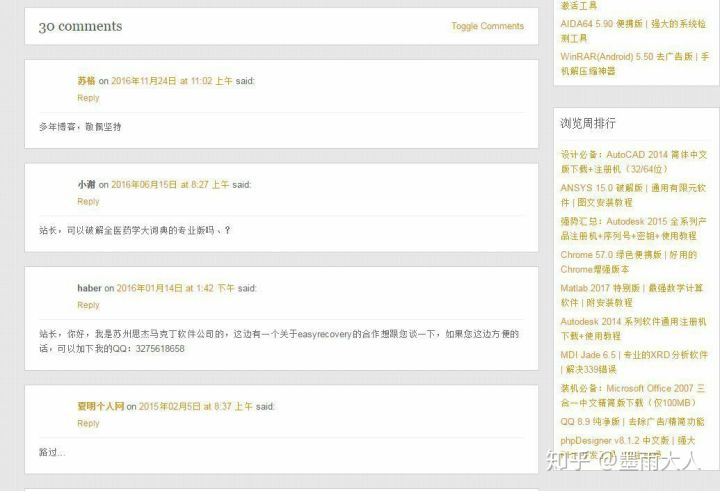 30 comments
Toggle Comments
苏格 on 2016年11月24日 at 11:02 上午 said:
Reply
多年博客，敬佩坚持
小谢 on 2016年06月15日 at 8:27 上午 said:
Reply
站长，可以破解全医药学大词典的专业版吗、？
haber on 2016年01月14日 at 1:42 下午 said:
Reply
站长，你好，我是苏州思杰马克丁软件公司的，这边有一个关于easyrecovery的合作想跟您谈一下，如果您这边方便的
话，可以加下我的QQ：3275618658
壹明个人网 on 2015年02月5日 at 8:37 上午 said:
Reply
路过…
激活工具
AIDA64 5.90 便携版 | 强大的系统检
测工具
WinRAR(Android) 5.50 去广告版 | 手
机解压缩神器
浏览周排行
设计必备：AutoCAD 2014 简体中文
版下载+注册机（32/64位）
ANSYS 15.0 破解版 | 通用有限元软
件 | 图文安装教程
强势汇总：Autodesk 2015 全系列产
品注册机+序列号+密钥+使用教程
Chrome 57.0 绿色便携版 | 好用的
Chrome增强版本
Matlab 2017 特别版 | 最强数学计算
软件 | 附安装教程
Autodesk 2014 系列软件通用注册机
下载+使用教程
MDI Jade 6.5 | 专业的XRD分析软件
| 解决339错误
装机必备：Microsoft Office 2007 三
合一中文精简版下载（仅100MB）
QQ 8.9 纯净版 | 去除广告/精简功能
phpDesigner v8.1.2 中文版 | 强大
知乎 @墨雨大人